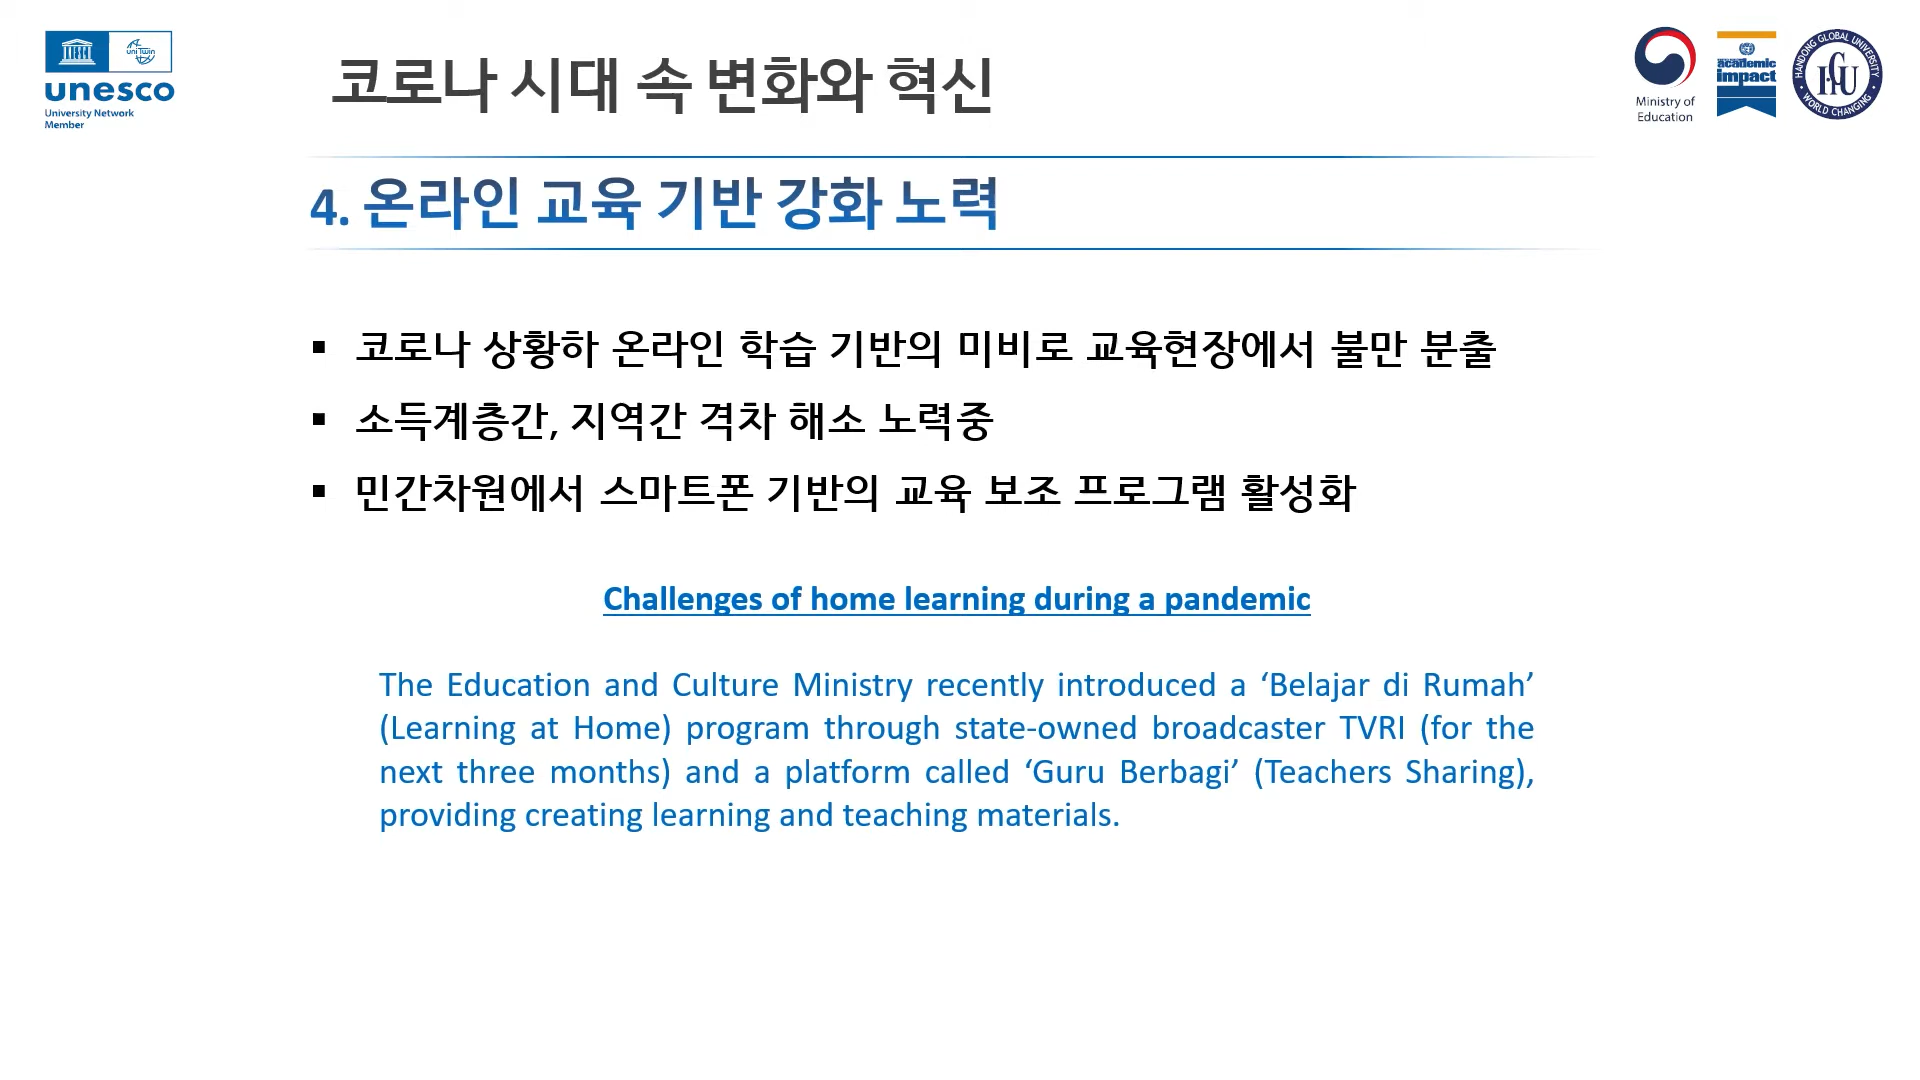 unitwin
unesco
University Network
Member
코로나 시대 속 변화와 혁신
Ministry of
Education
academic
impact
HANDONG GLOBAL UNIVERSITY
HGU
WORLD CHANGING
4. 온라인 교육 기반 강화 노력
▪ 코로나 상황하 온라인 학습 기반의 미비로 교육현장에서 불만 분출
▪ 소득계층간, 지역간 격차 해소 노력중
▪ 민간차원에서 스마트폰 기반의 교육 보조 프로그램 활성화
Challenges of home learning during a pandemic
The Education and Culture Ministry recently introduced a ‘Belajar di Rumah’
(Learning at Home) program through state-owned broadcaster TVRI (for the
next three months) and a platform called ‘Guru Berbagi’ (Teachers Sharing),
providing creating learning and teaching materials.